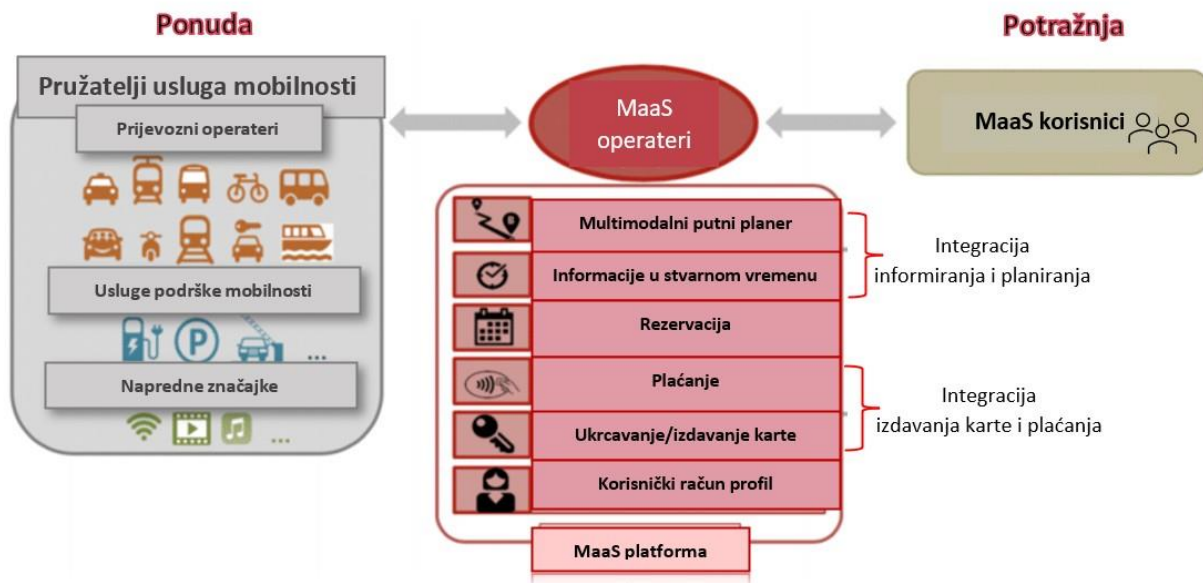 Ponuda
Potražnja
Pružatelji usluga mobilnosti
Prijevozni operateri
MaaS
operateri
MaaS korisnici
Multimodalni putni planer
Informacije u stvarnom vremenu
Integracija
informiranja i planiranja
Usluge podrške mobilnosti
P
...
Rezervacija
Napredne značajke
...
Plaćanje
Ukrcavanje/izdavanje karte
Integracija
izdavanja karte i plaćanja
Korisnički račun profil
MaaS platforma